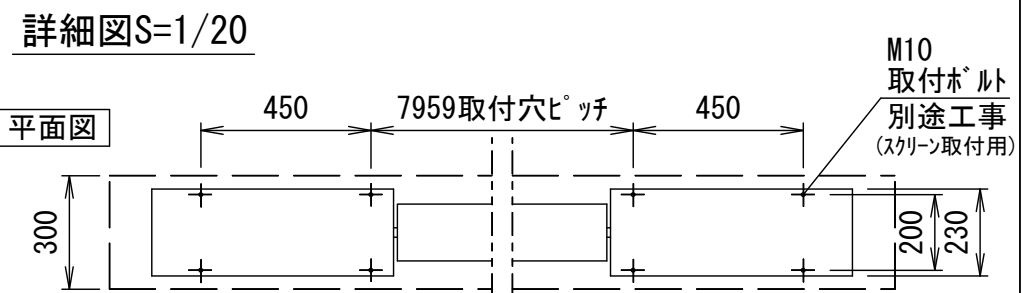 詳細図S=1/20
M10
取付ﾎﾞﾙﾄ
別途工事
(ｽｸﾘｰﾝ取付用)
平面図
450
7959取付穴ﾋﾟｯﾁ
450
300
200
230